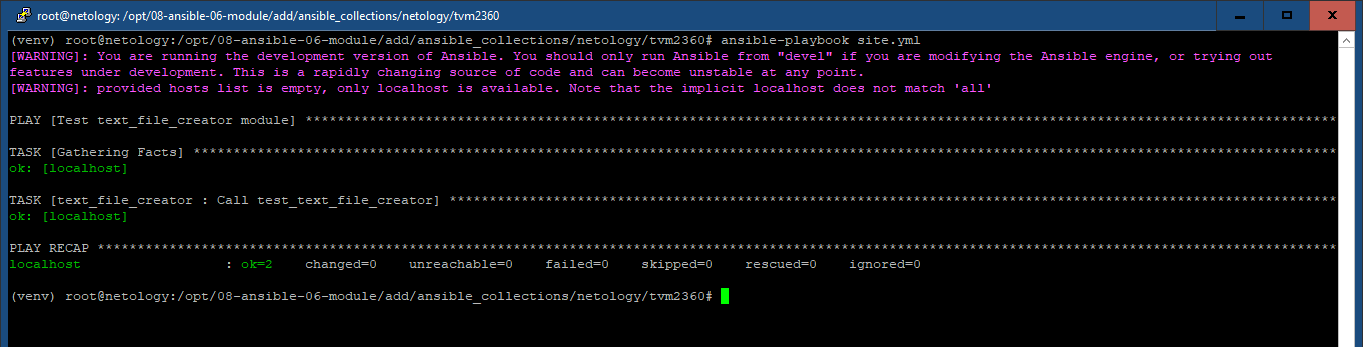 root@netology: /opt/08-ansible-06-module/add/ansible_collections/netology/tvm2360
(venv) root@netology:/opt/08-ansible-06-module/add/ansible_collections/netology/tvm2360# ansible-playbook site.yml
[WARNING]: You are running the development version of Ansible. You should only run Ansible from "devel" if you are modifying the Ansible engine, or trying out
features under development. This is a rapidly changing source of code and can become unstable at any point.
[WARNING]: provided hosts list is empty, only localhost is available. Note that the implicit localhost does not match 'all'
PLAY [Test text_file_creator module] *********************************************************************************************************************************
TASK [Gathering Facts] ***********************************************************************************************************************************************
ok: [localhost]
TASK [text_file_creator : Call test_text_file_creator] ***************************************************************************************************************
ok: [localhost]
PLAY RECAP ***********************************************************************************************************************************************************
localhost                  : ok=2    changed=0    unreachable=0    failed=0    skipped=0    rescued=0    ignored=0
(venv) root@netology:/opt/08-ansible-06-module/add/ansible_collections/netology/tvm2360#